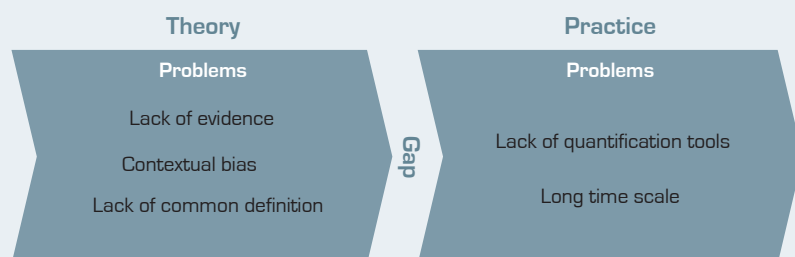 Theory
Problems
Lack of evidence
Contextual bias
Lack of common definition
Gap
Practice
Problems
Lack of quantification tools
Long time scale